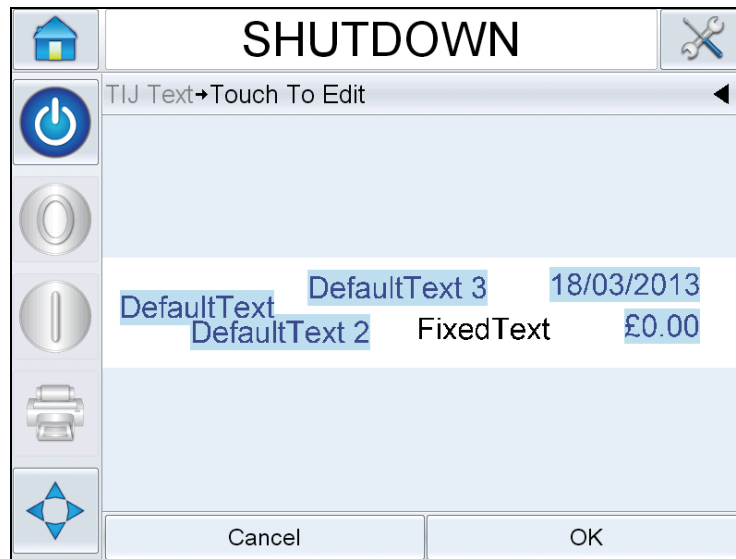 SHUTDOWN
TIJ Text→Touch To Edit
DefaultText 3 18/03/2013
DefaultText
DefaultText 2 FixedText £0.00
Cancel OK